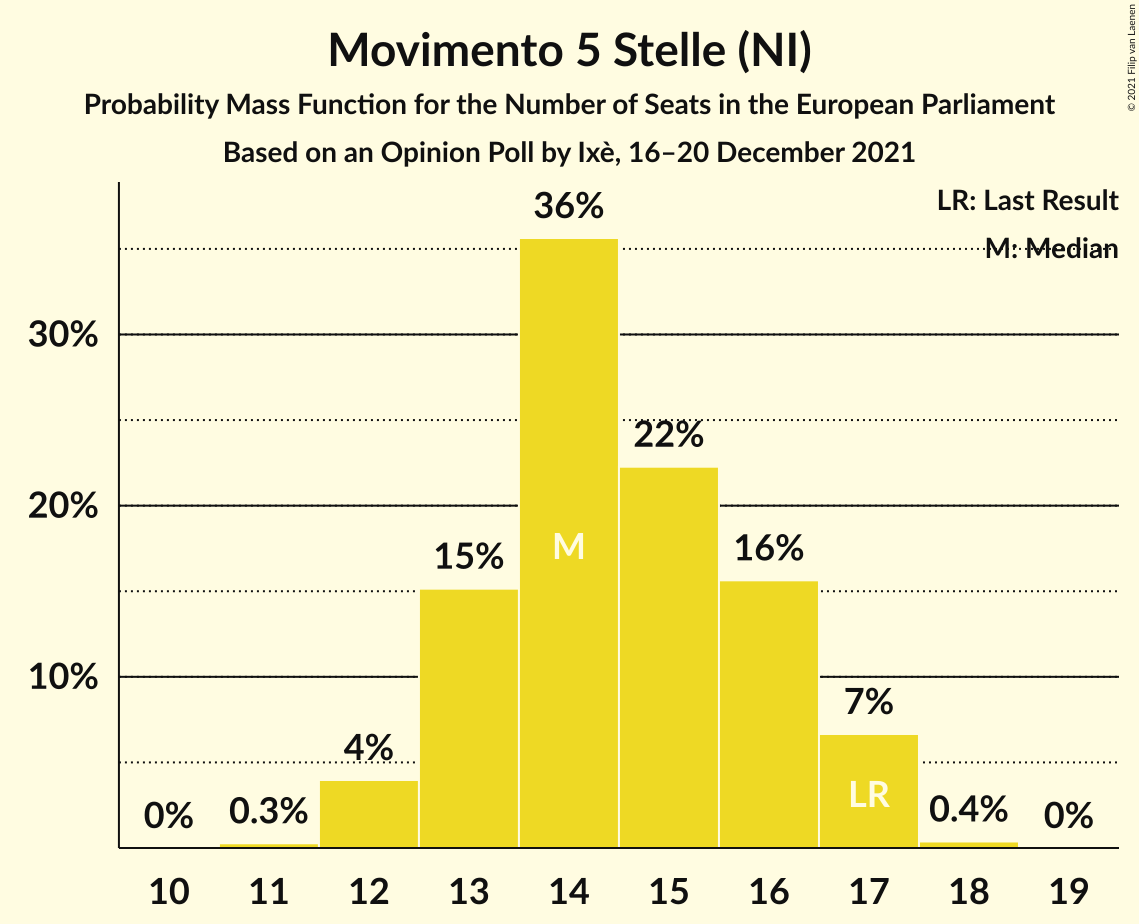 Movimento 5 Stelle (NI)
Probability Mass Function for the Number of Seats in the European Parliament
Based on an Opinion Poll by Ixè, 16–20 December 2021
© 2021 Filip van Laenen
LR: Last Result
M: Median
36%
30%
22%
20%
15%
M
16%
10%
7%
4%
LR
0%
0.3%
0.4%
0%
10 11 12 13 14 15 16 17 18 19